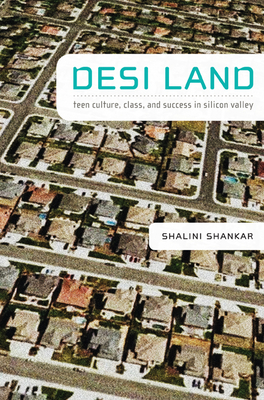 DESI LAND
teen culture, class, and success in silicon valley
SHALINI SHANKAR